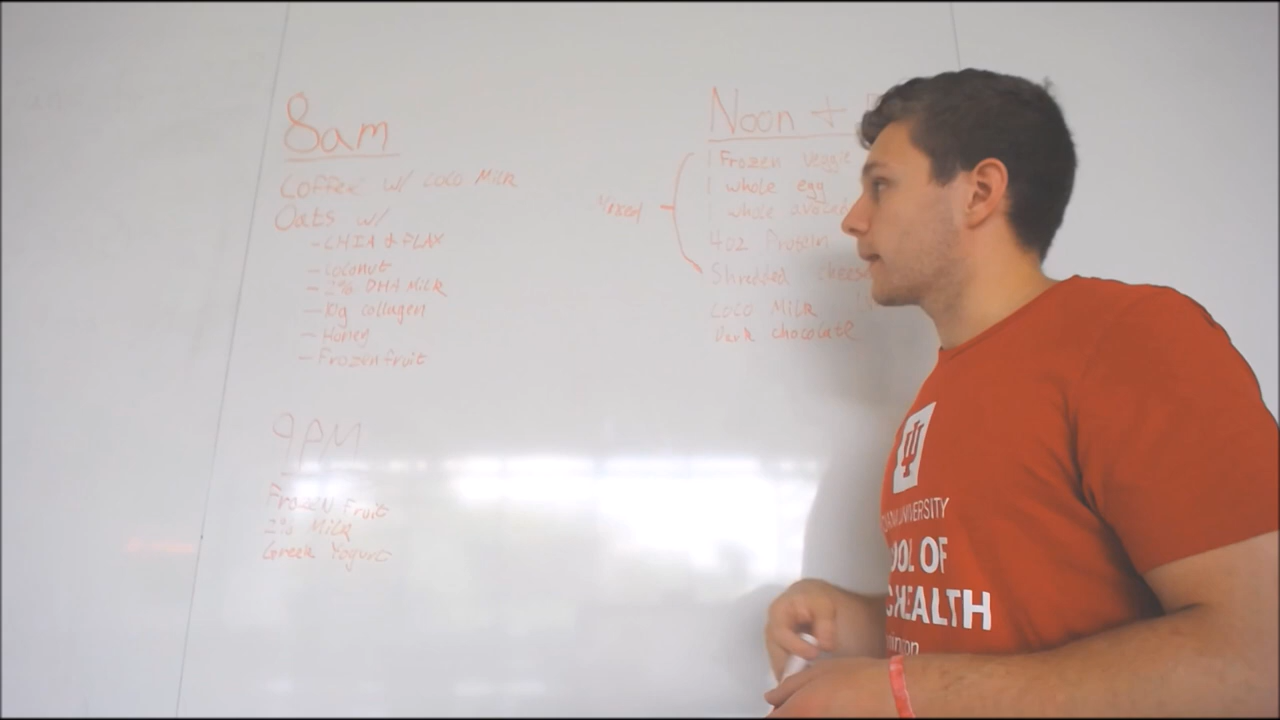 8am
Coffee w/ Coco Milk
Oats w/
- CHIA & FLAX
- Coconut
- 2% DHA Milk
- 10g collagen
- Honey
- Frozen fruit
9PM
Frozen Fruit
2% Milk
Greek Yogurt
Noon +
1 Frozen veggie
1 whole egg
1 whole avocad
4oz Protein
Shredded cheese
Coco Milk
Dark chocolate
Mixed
UNIVERSITY
OOL OF
HEALTH